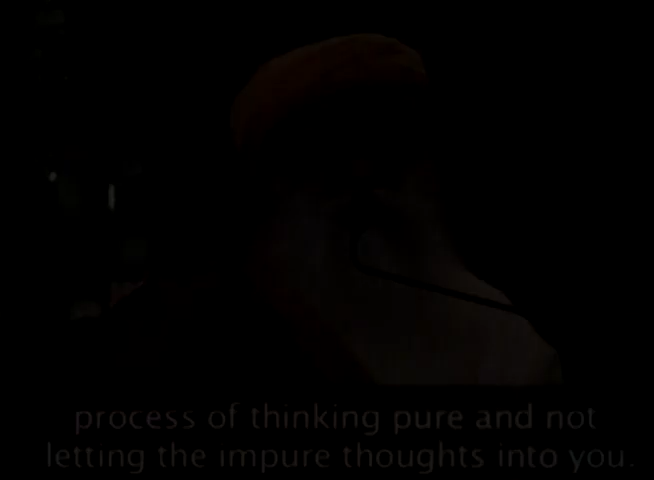 process of thinking pure and not
letting the impure thoughts into you.